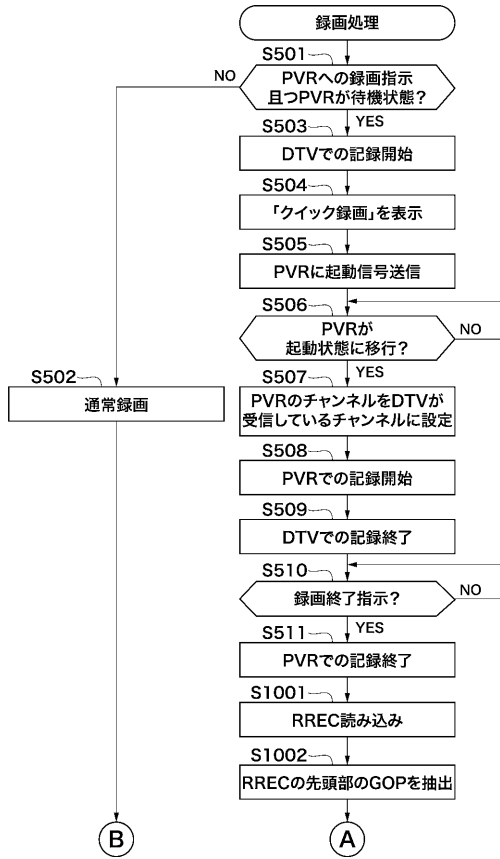 録画処理
S501
NO
PVRへの録画指示
且つPVRが待機状態?
YES
S503
DTVでの記録開始
S504
「クイック録画」を表示
S505
PVRに起動信号送信
S506
PVRが
起動状態に移行?
NO
YES
S502
通常録画
S507
PVRのチャンネルをDTVが
受信しているチャンネルに設定
S508
PVRでの記録開始
S509
DTVでの記録終了
S510
録画終了指示?
NO
YES
S511
PVRでの記録終了
S1001
RREC読み込み
S1002
RRECの先頭部のGOPを抽出
B
A